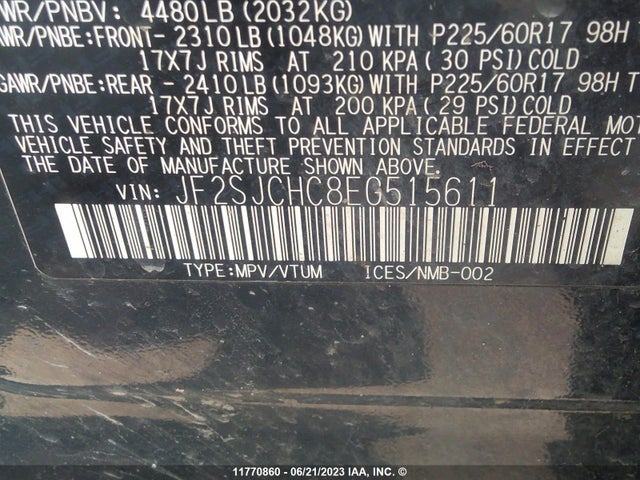 WR/PNBV: 4480LB(2032KG)
AWR/PNBE:FRONT- 2310LB(1048KG)WITH P225/60R17 98H
17X7J RIMS AT 210 KPA(30 PSI)COLD
GAWR/PNBE:REAR - 2410LB(1093KG)WITH P225/60R17 98H T
17X7J RIMS AT 200 KPA(29 PSI)COLD
THIS VEHICLE CONFORMS TO ALL APPLICABLE FEDERAL MOT
VEHICLE SAFETY AND THEFT PREVENTION STANDARDS IN EFFECT
THE DATE OF MANUFACTURE SHOWN ABOVE.
VIN: JF2SJCHC8EG515611
TYPE:MPV/VTUM ICES/NMB-002
11770860 - 06/21/2023 IAA, Inc. ©